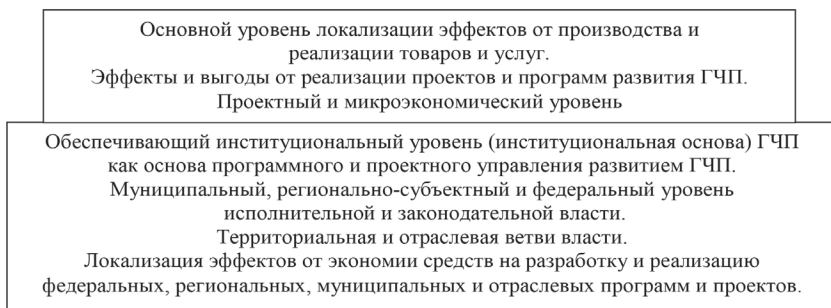 Основной уровень локализации эффектов от производства и
реализации товаров и услуг.
Эффекты и выгоды от реализации проектов и программ развития ГЧП.
Проектный и микроэкономический уровень
Обеспечивающий институциональный уровень (институциональная основа) ГЧП
как основа программного и проектного управления развитием ГЧП.
Муниципальный, регионально-субъектный и федеральный уровень
исполнительной и законодательной власти.
Территориальная и отраслевая ветви власти.
Локализация эффектов от экономии средств на разработку и реализацию
федеральных, региональных, муниципальных и отраслевых программ и проектов.